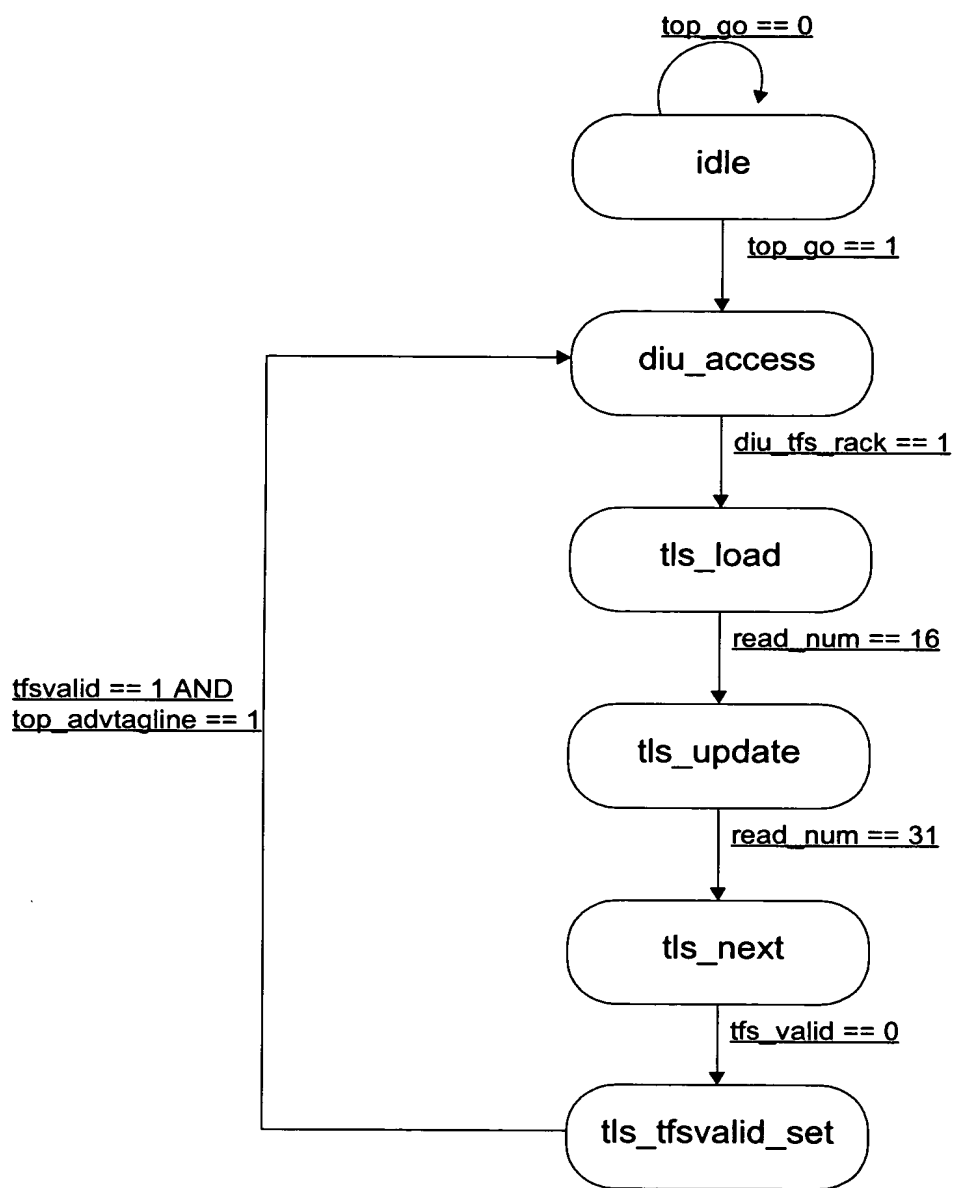 top_go == 0
idle
top_go == 1
diu_access
diu_tfs_rack == 1
tls_load
read_num == 16
tfsvalid == 1 AND
top_advtagline == 1
tls_update
read_num == 31
tls_next
tfs_valid == 0
tls_tfsvalid_set